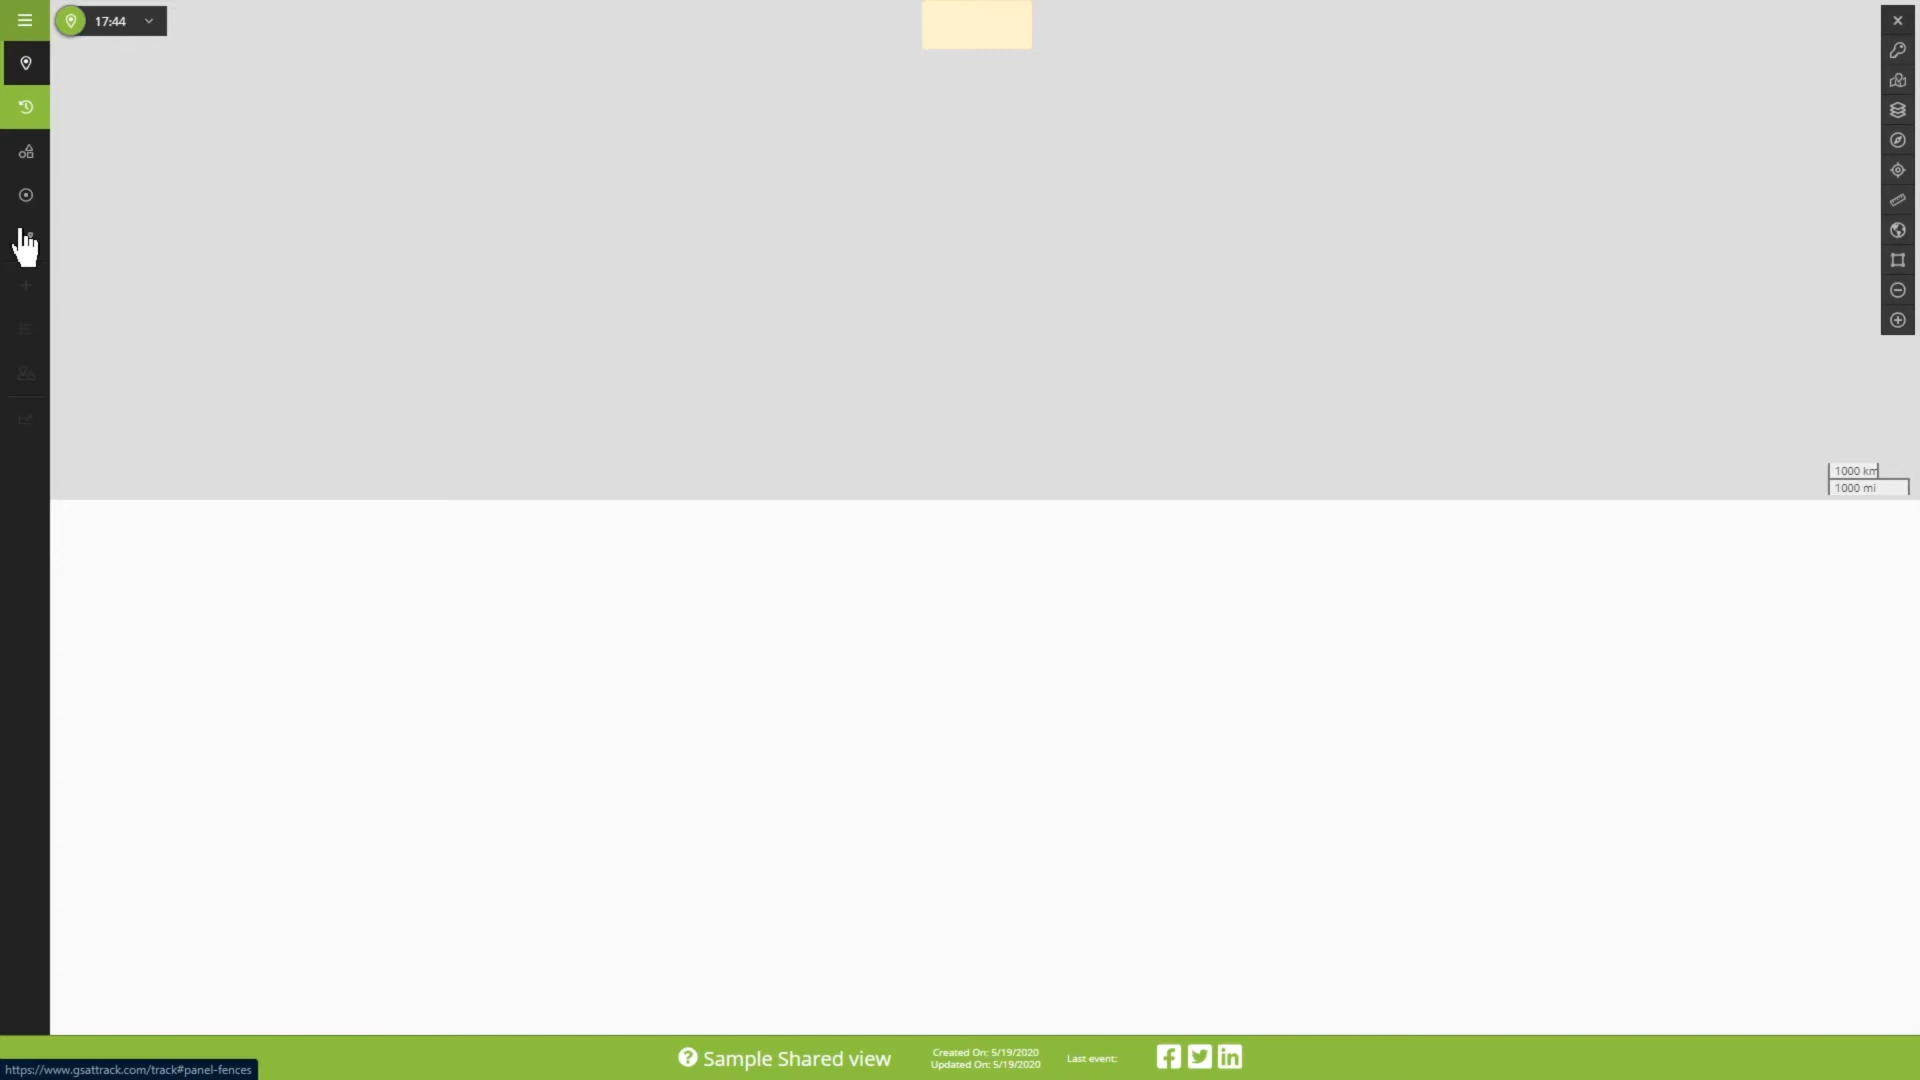 17:44
1000 km
1000 mi
Sample Shared view
Created On: 5/19/2020
Updated On: 5/19/2020
Last event:
https://www.gsattrack.com/track#panel-fences